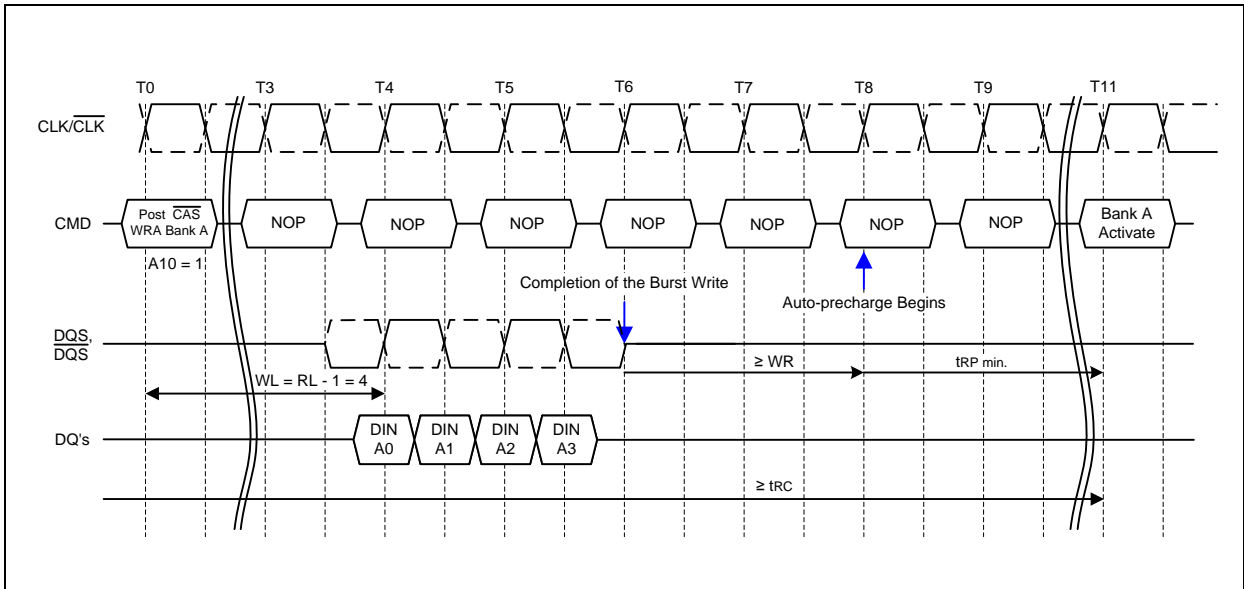 T0 T3 T4 T5 T6 T7 T8 T9 T11
CLK/CLK
CMD
Post CAS
WRA Bank A
NOP NOP NOP NOP NOP NOP NOP
Bank A
Activate
A10 = 1
Completion of the Burst Write
Auto-precharge Begins
DQS,
DQS
≥ WR
tRP min.
WL = RL - 1 = 4
DQ's
DIN
A0
DIN
A1
DIN
A2
DIN
A3
≥ tRC